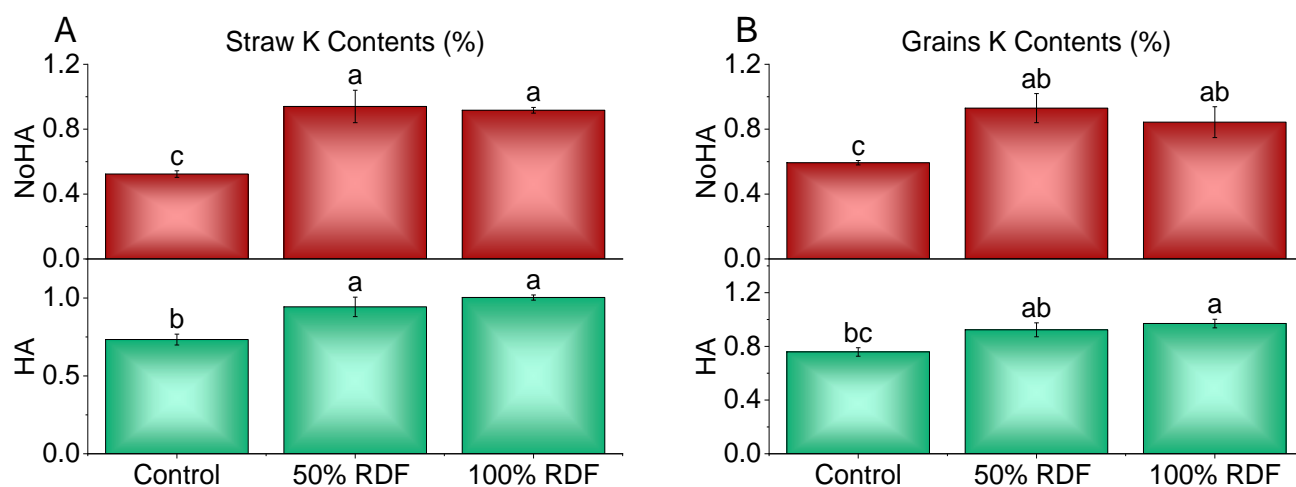 A
Straw K Contents (%)
1.2
0.8
0.4
0.0
NoHA
c
a
a
1.0
0.5
0.0
HA
b
a
a
Control
50% RDF
100% RDF
B
Grains K Contents (%)
1.2
0.8
0.4
0.0
NoHA
c
ab
ab
1.2
0.8
0.4
0.0
HA
bc
ab
a
Control
50% RDF
100% RDF